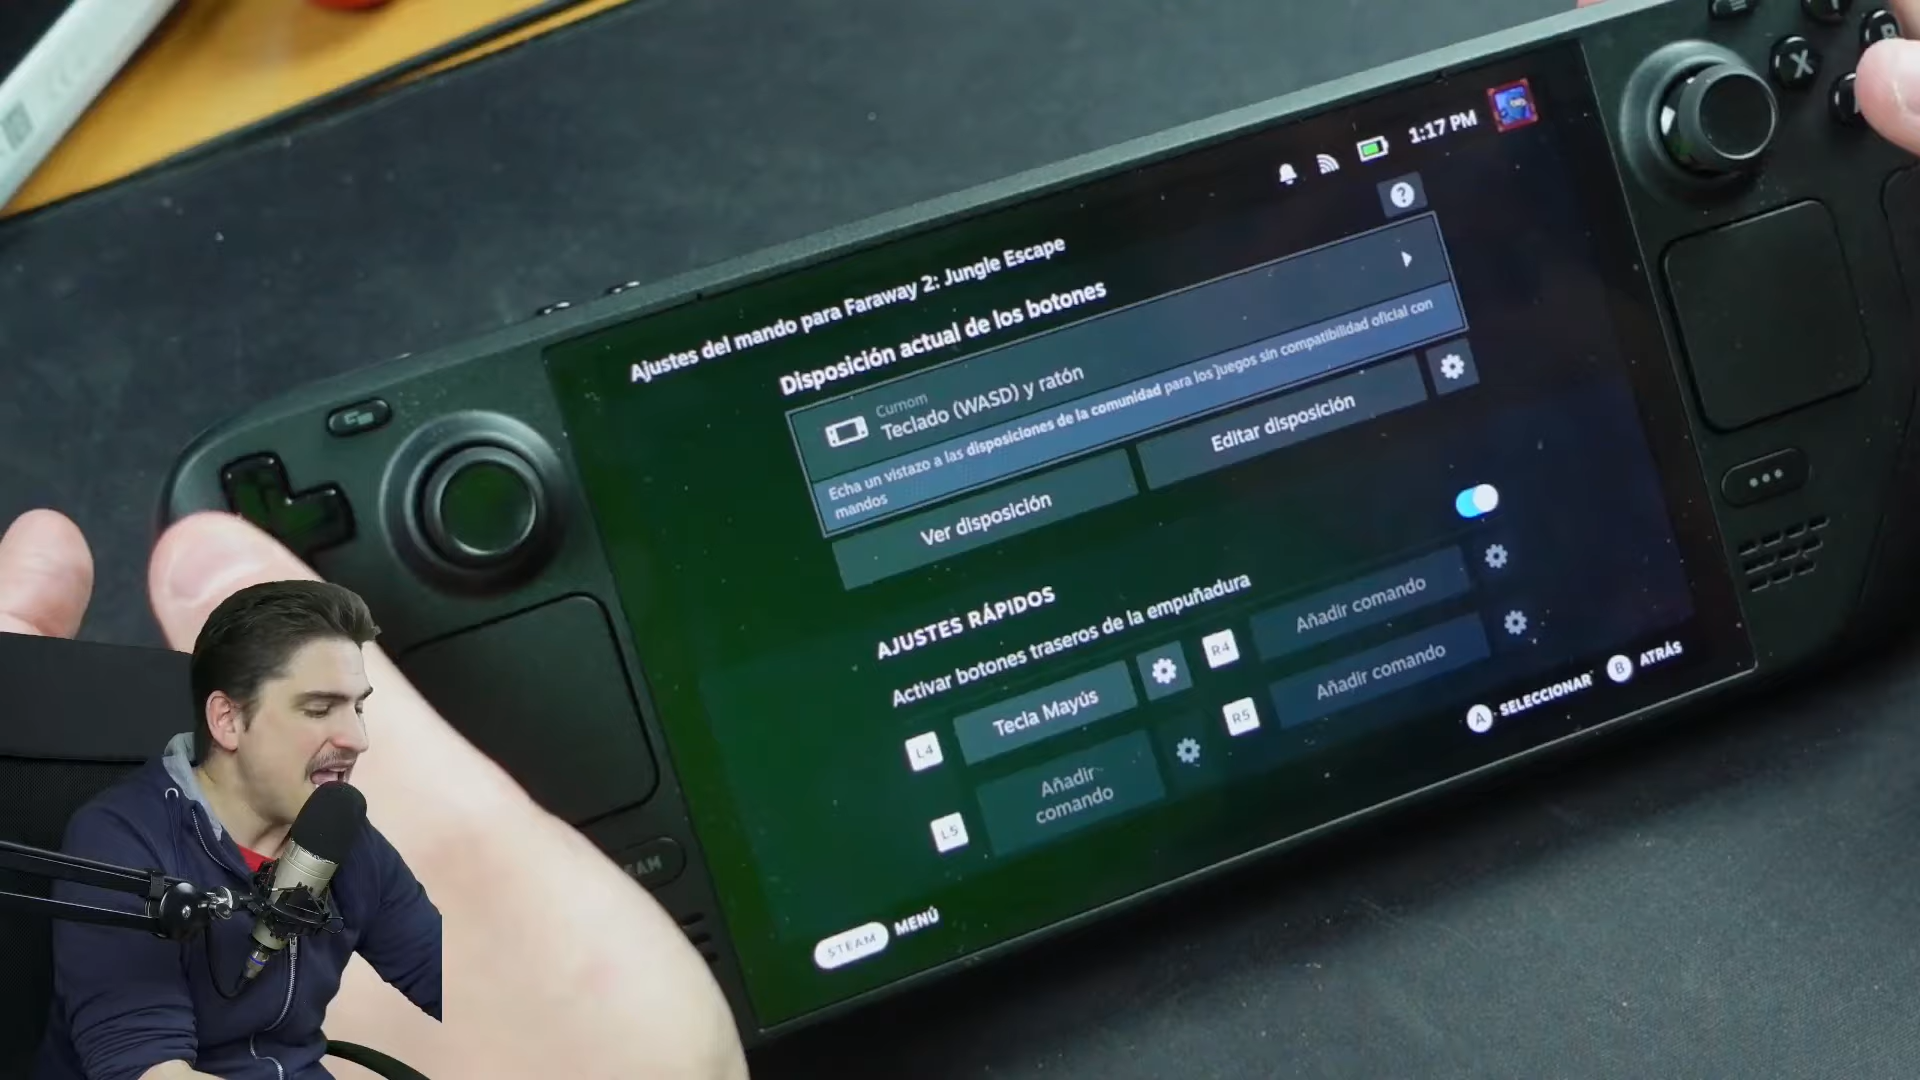 1:17 PM
?
Ajustes del mando para Faraway 2: Jungle Escape
Disposición actual de los botones
Curnom
Teclado (WASD) y ratón
Echa un vistazo a las disposiciones de la comunidad para los juegos sin compatibilidad oficial con
mandos
Ver disposición
Editar disposición
AJUSTES RÁPIDOS
Activar botones traseros de la empuñadura
L4
Tecla Mayús
R4
Añadir comando
L5
Añadir
comando
R5
Añadir comando
STEAM MENÚ
A SELECCIONAR
B ATRÁS
X